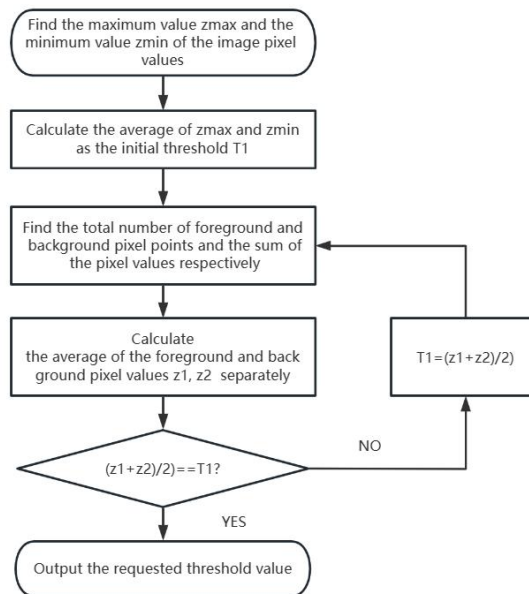 Find the maximum value zmax and the
minimum value zmin of the image pixel
values
Calculate the average of zmax and zmin
as the initial threshold T1
Find the total number of foreground and
background pixel points and the sum of
the pixel values respectively
Calculate
the average of the foreground and back
ground pixel values z1, z2 separately
T1=(z1+z2)/2)
(z1+z2)/2)==T1?
NO
YES
Output the requested threshold value